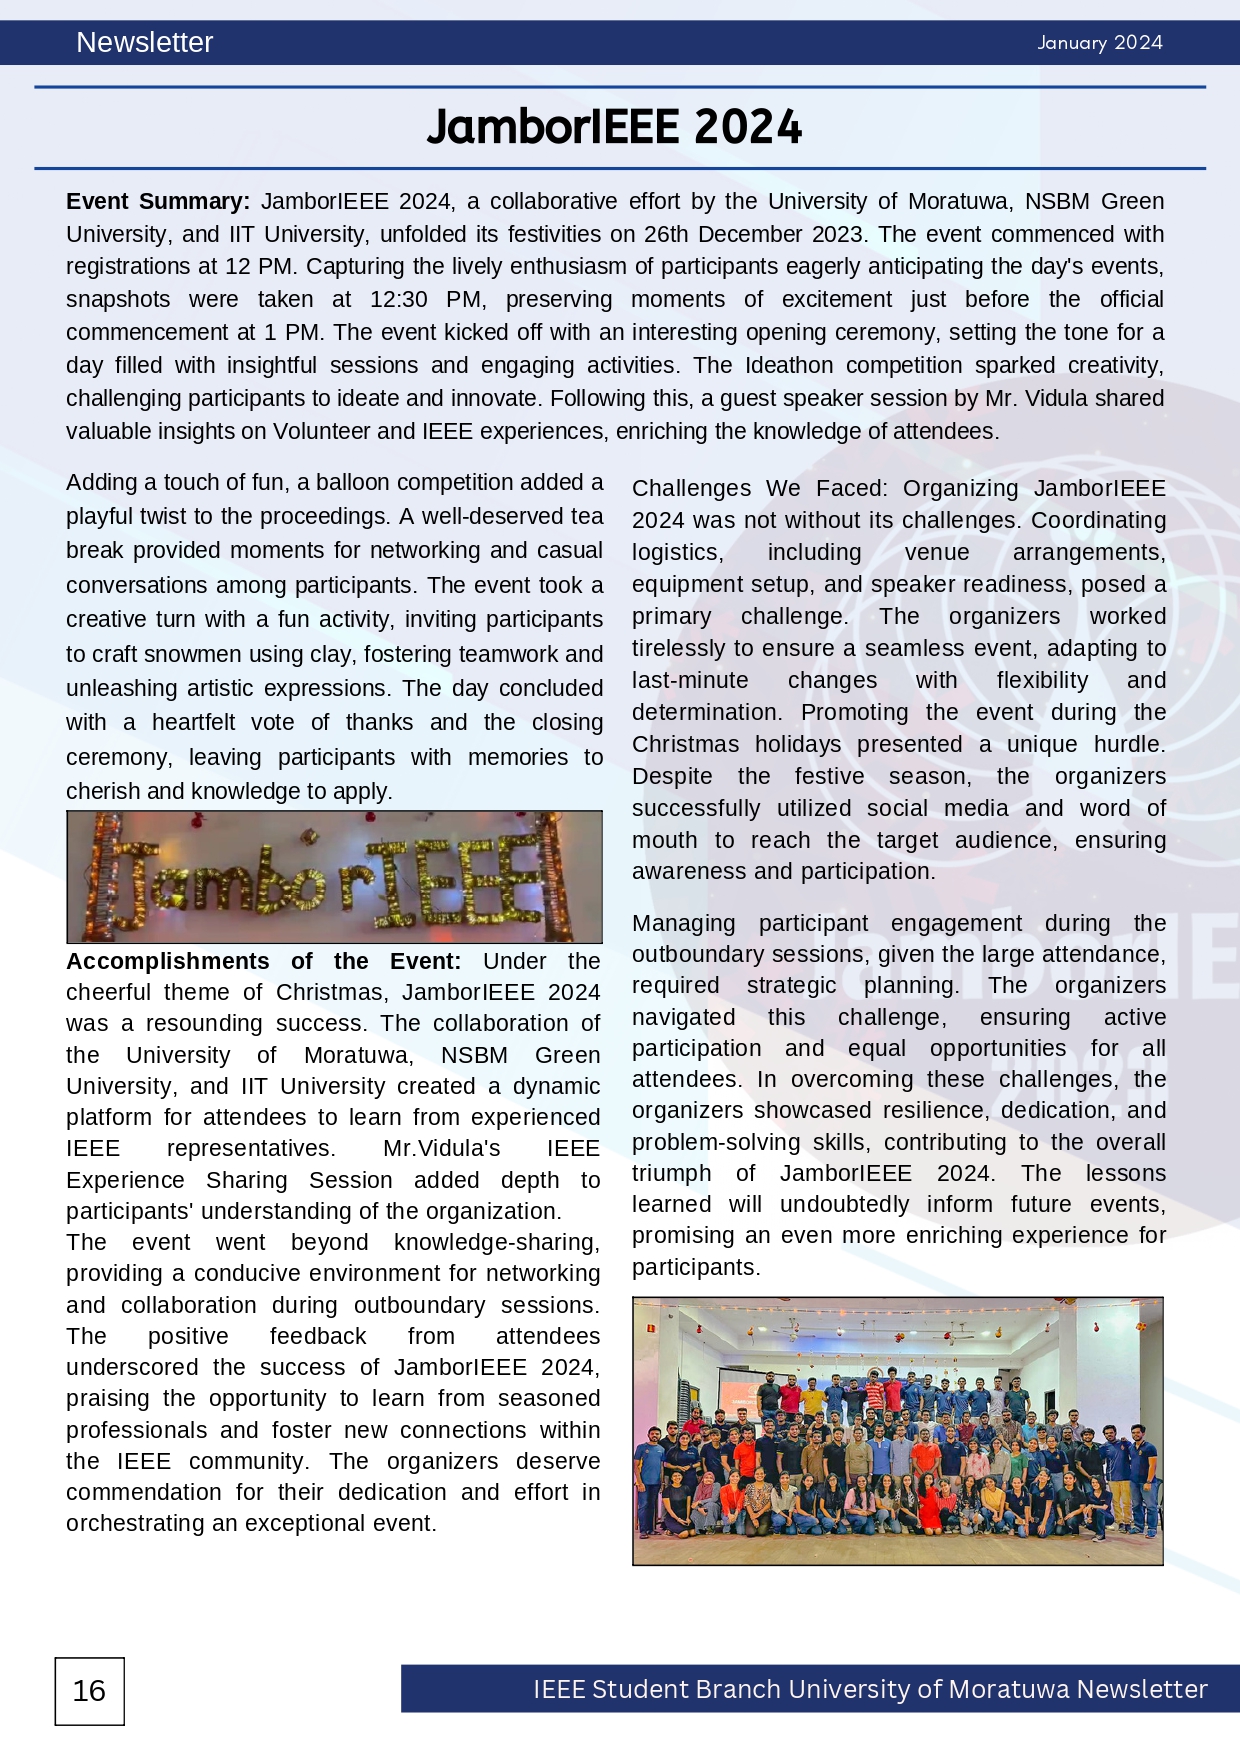 Newsletter
January 2024
JamborIEEE 2024
Event Summary: JamborIEEE 2024, a collaborative effort by the University of Moratuwa, NSBM Green
University, and IIT University, unfolded its festivities on 26th December 2023. The event commenced with
registrations at 12 PM. Capturing the lively enthusiasm of participants eagerly anticipating the day's events,
snapshots were taken at 12:30 PM, preserving moments of excitement just before the official
commencement at 1 PM. The event kicked off with an interesting opening ceremony, setting the tone for a
day filled with insightful sessions and engaging activities. The Ideathon competition sparked creativity,
challenging participants to ideate and innovate. Following this, a guest speaker session by Mr. Vidula shared
valuable insights on Volunteer and IEEE experiences, enriching the knowledge of attendees.
Adding a touch of fun, a balloon competition added a
playful twist to the proceedings. A well-deserved tea
break provided moments for networking and casual
conversations among participants. The event took a
creative turn with a fun activity, inviting participants
to craft snowmen using clay, fostering teamwork and
unleashing artistic expressions. The day concluded
with a heartfelt vote of thanks and the closing
ceremony, leaving participants with memories to
cherish and knowledge to apply.
JamborIEEE
Accomplishments of the Event: Under the
cheerful theme of Christmas, JamborIEEE 2024
was a resounding success. The collaboration of
the University of Moratuwa, NSBM Green
University, and IIT University created a dynamic
platform for attendees to learn from experienced
IEEE representatives. Mr.Vidula's IEEE
Experience Sharing Session added depth to
participants' understanding of the organization.
The event went beyond knowledge-sharing,
providing a conducive environment for networking
and collaboration during outboundary sessions.
The positive feedback from attendees
underscored the success of JamborIEEE 2024,
praising the opportunity to learn from seasoned
professionals and foster new connections within
the IEEE community. The organizers deserve
commendation for their dedication and effort in
orchestrating an exceptional event.
Challenges We Faced: Organizing JamborIEEE
2024 was not without its challenges. Coordinating
logistics, including venue arrangements,
equipment setup, and speaker readiness, posed a
primary challenge. The organizers worked
tirelessly to ensure a seamless event, adapting to
last-minute changes with flexibility and
determination. Promoting the event during the
Christmas holidays presented a unique hurdle.
Despite the festive season, the organizers
successfully utilized social media and word of
mouth to reach the target audience, ensuring
awareness and participation.
Managing participant engagement during the
outboundary sessions, given the large attendance,
required strategic planning. The organizers
navigated this challenge, ensuring active
participation and equal opportunities for all
attendees. In overcoming these challenges, the
organizers showcased resilience, dedication, and
problem-solving skills, contributing to the overall
triumph of JamborIEEE 2024. The lessons
learned will undoubtedly inform future events,
promising an even more enriching experience for
participants.
JamborIE
2023
16
IEEE Student Branch University of Moratuwa Newsletter